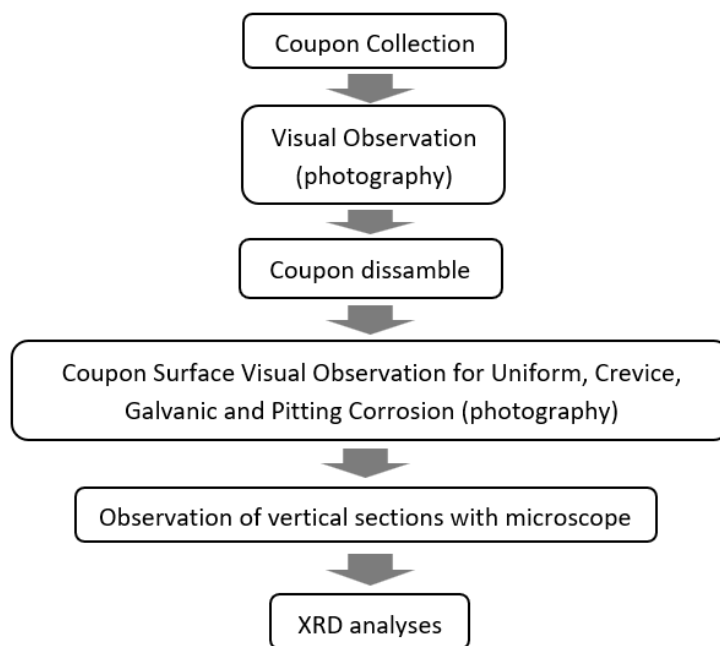 Coupon Collection
Visual Observation
(photography)
Coupon dissamble
Coupon Surface Visual Observation for Uniform, Crevice,
Galvanic and Pitting Corrosion (photography)
Observation of vertical sections with microscope
XRD analyses